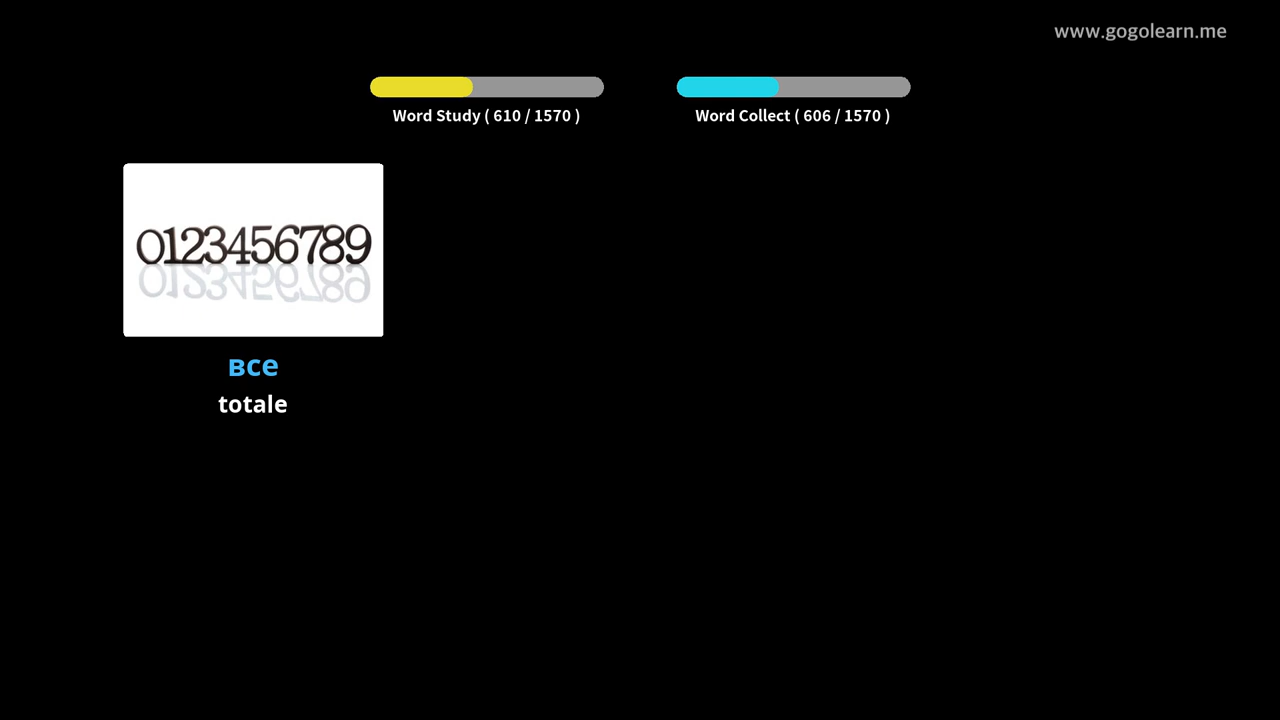 www.gogolearn.me
Word Study ( 610 / 1570 )
Word Collect ( 606 / 1570 )
0123456789
все
totale